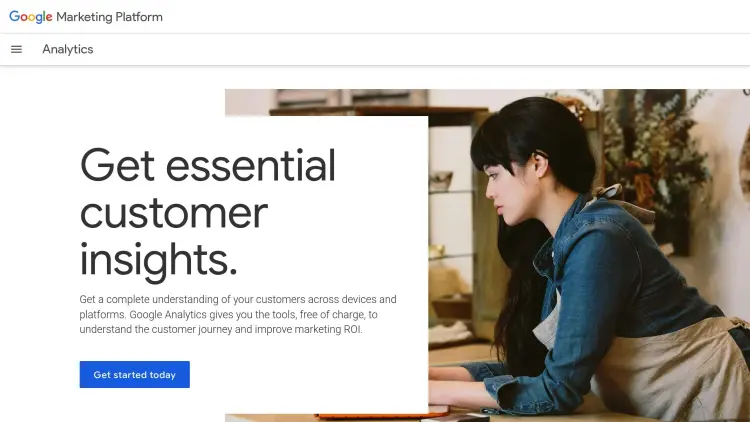 Google Marketing Platform
Analytics
Get essential
customer
insights.
Get a complete understanding of your customers across devices and
platforms. Google Analytics gives you the tools, free of charge, to
understand the customer journey and improve marketing ROI.
Get started today